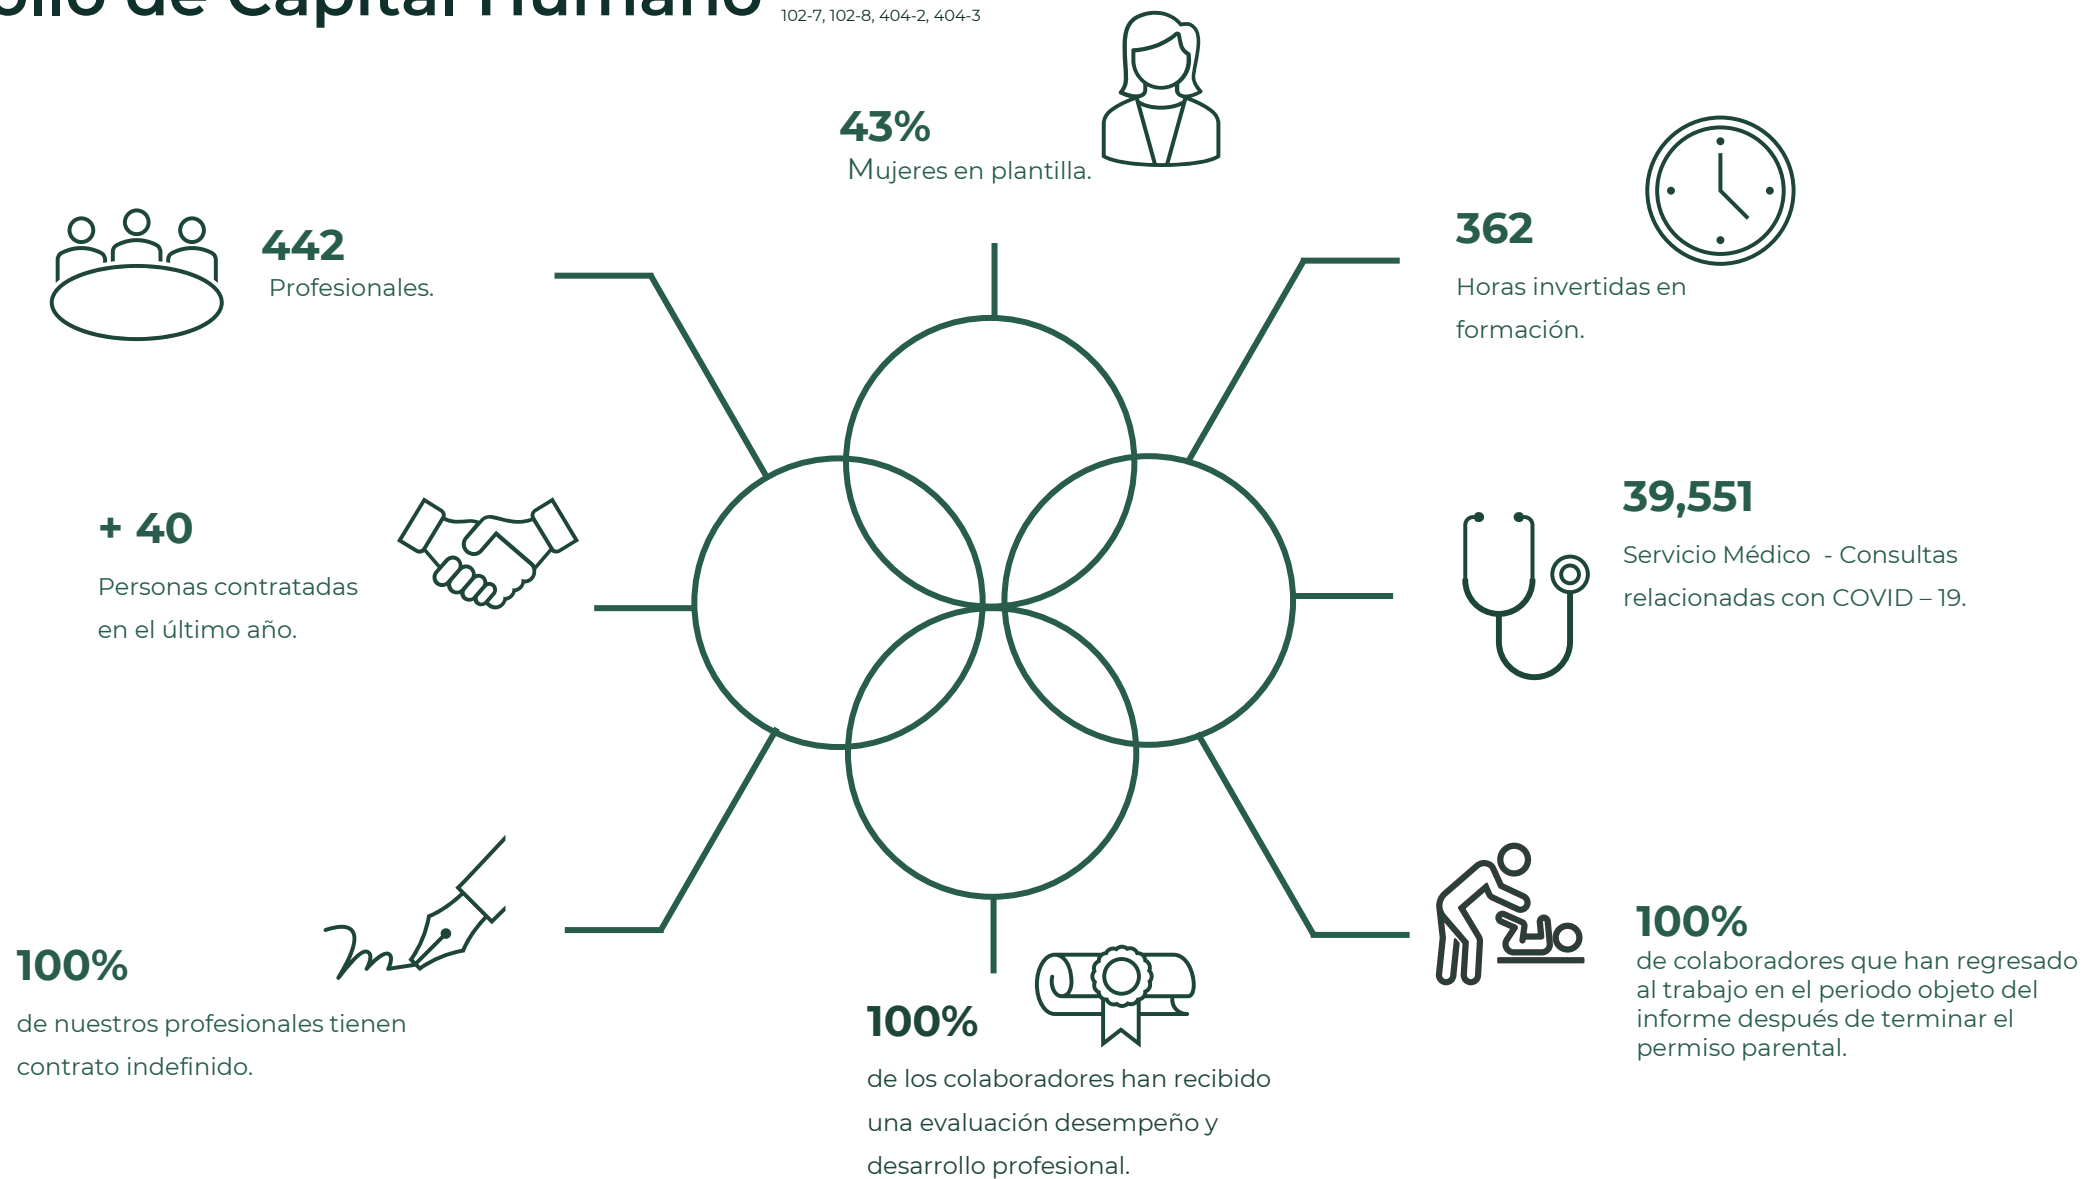 de Capital Humano
102-7, 102-8, 404-2, 404-3
43%
Mujeres en plantilla.
442
Profesionales.
362
Horas invertidas en
formación.
+ 40
Personas contratadas
en el último año.
39,551
Servicio Médico  - Consultas
relacionadas con COVID – 19.
100%
de nuestros profesionales tienen
contrato indefinido.
100%
de los colaboradores han recibido
una evaluación desempeño y
desarrollo profesional.
100%
de colaboradores que han regresado
al trabajo en el periodo objeto del
informe después de terminar el
permiso parental.